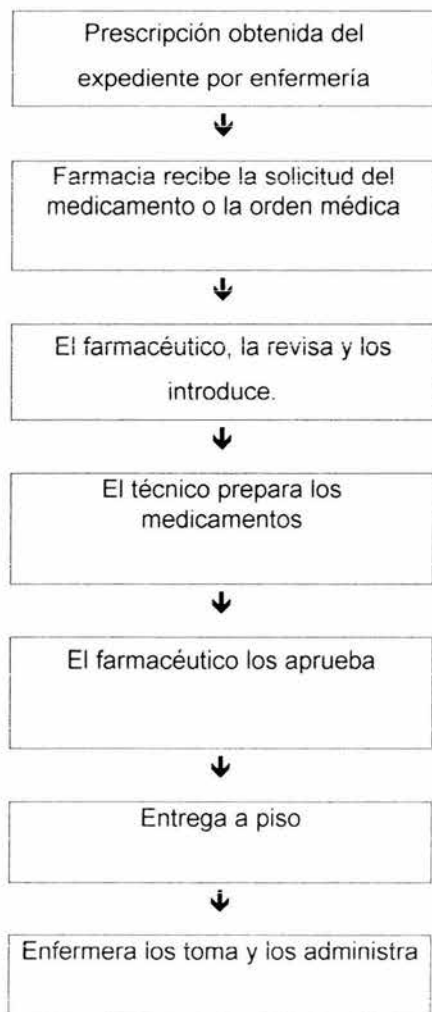 Prescripción obtenida del
expediente por enfermería
Farmacia recibe la solicitud del
medicamento o la orden médica
El farmacéutico, la revisa y los
introduce.
El técnico prepara los
medicamentos
El farmacéutico los aprueba
Entrega a piso
Enfermera los toma y los administra